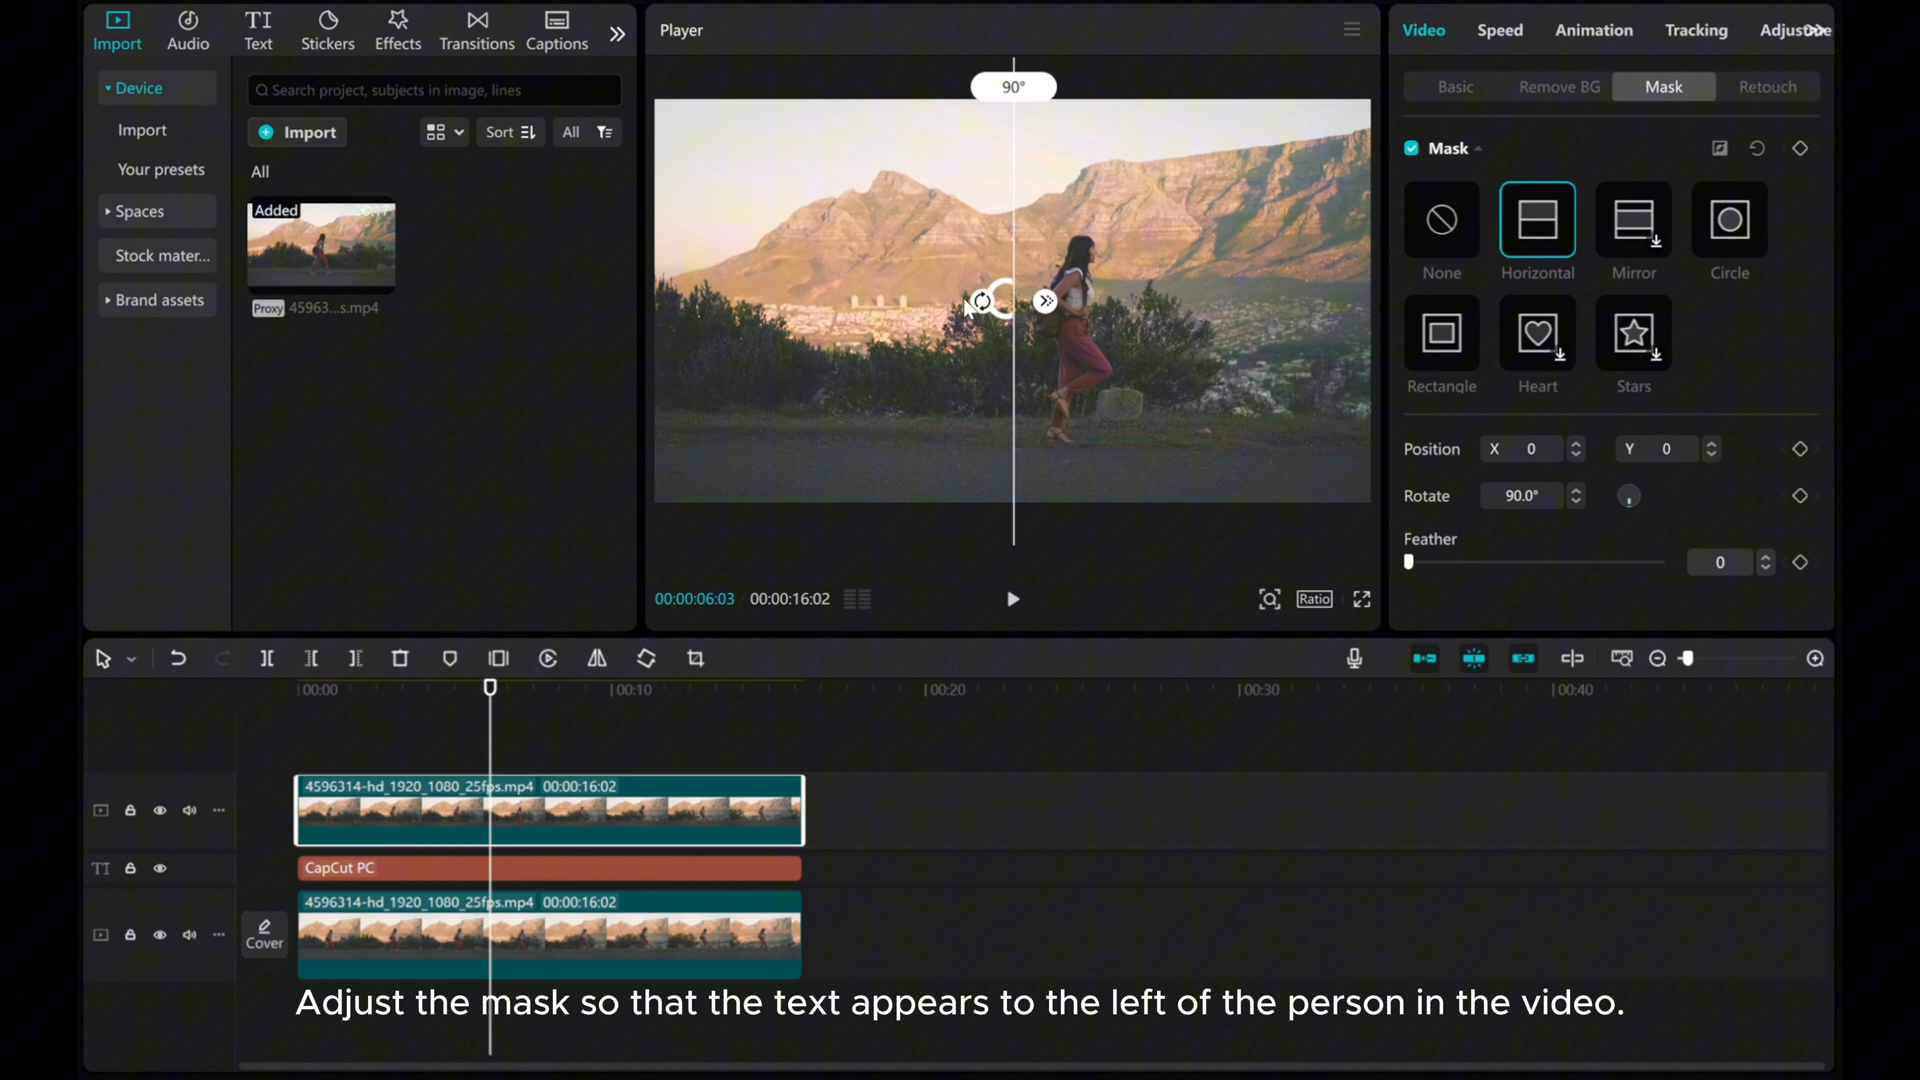 Import
Audio
Text
Stickers
Effects
Transitions
Captions
Device
Import
Your presets
Spaces
Stock mater...
Brand assets
Search project, subjects in image, lines
Import
Sort
All
All
Added
Proxy 45963...s.mp4
Player
90°
00:00:06:03 00:00:16:02
Ratio
Video Speed Animation Tracking
Basic Remove BG Mask Retouch
Mask
None Horizontal Mirror Circle
Rectangle Heart Stars
Position X 0 Y 0
Rotate 90.0°
Feather
0
00:00 00:10 00:20 00:30 00:40
4596314-hd_1920_1080_25fps.mp4 00:00:16:02
TI
CapCut PC
4596314-hd_1920_1080_25fps.mp4 00:00:16:02
Cover
Adjust the mask so that the text appears to the left of the person in the video.